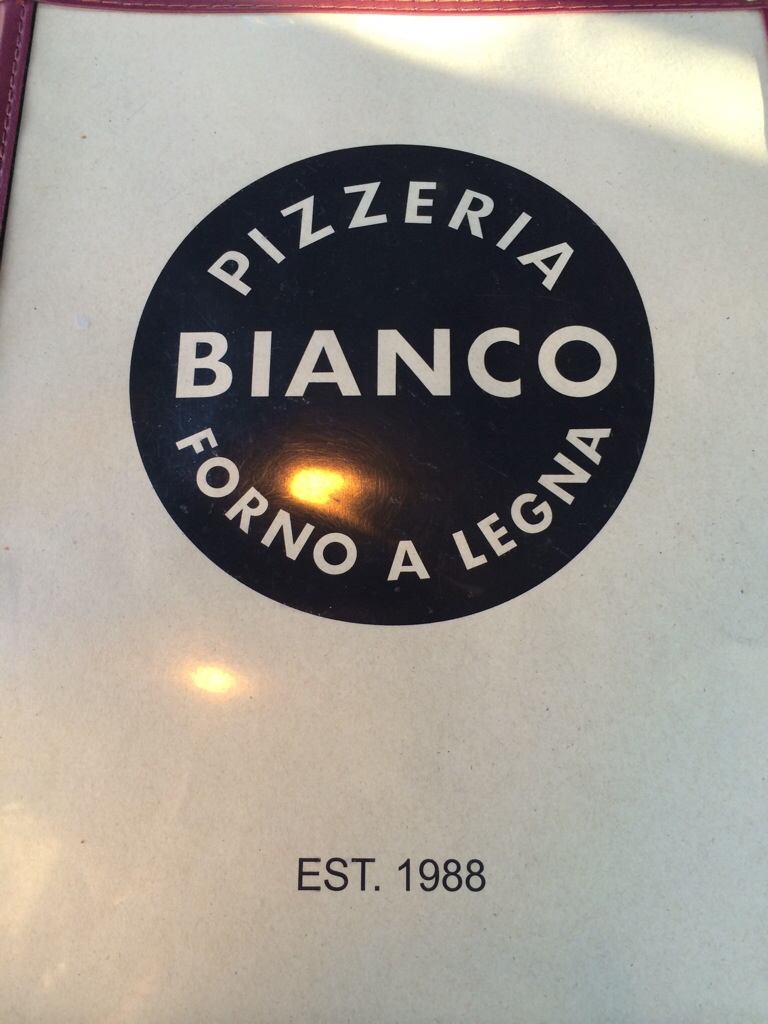 PIZZERIA
BIANCO
FORNO A LEGNA
EST. 1988